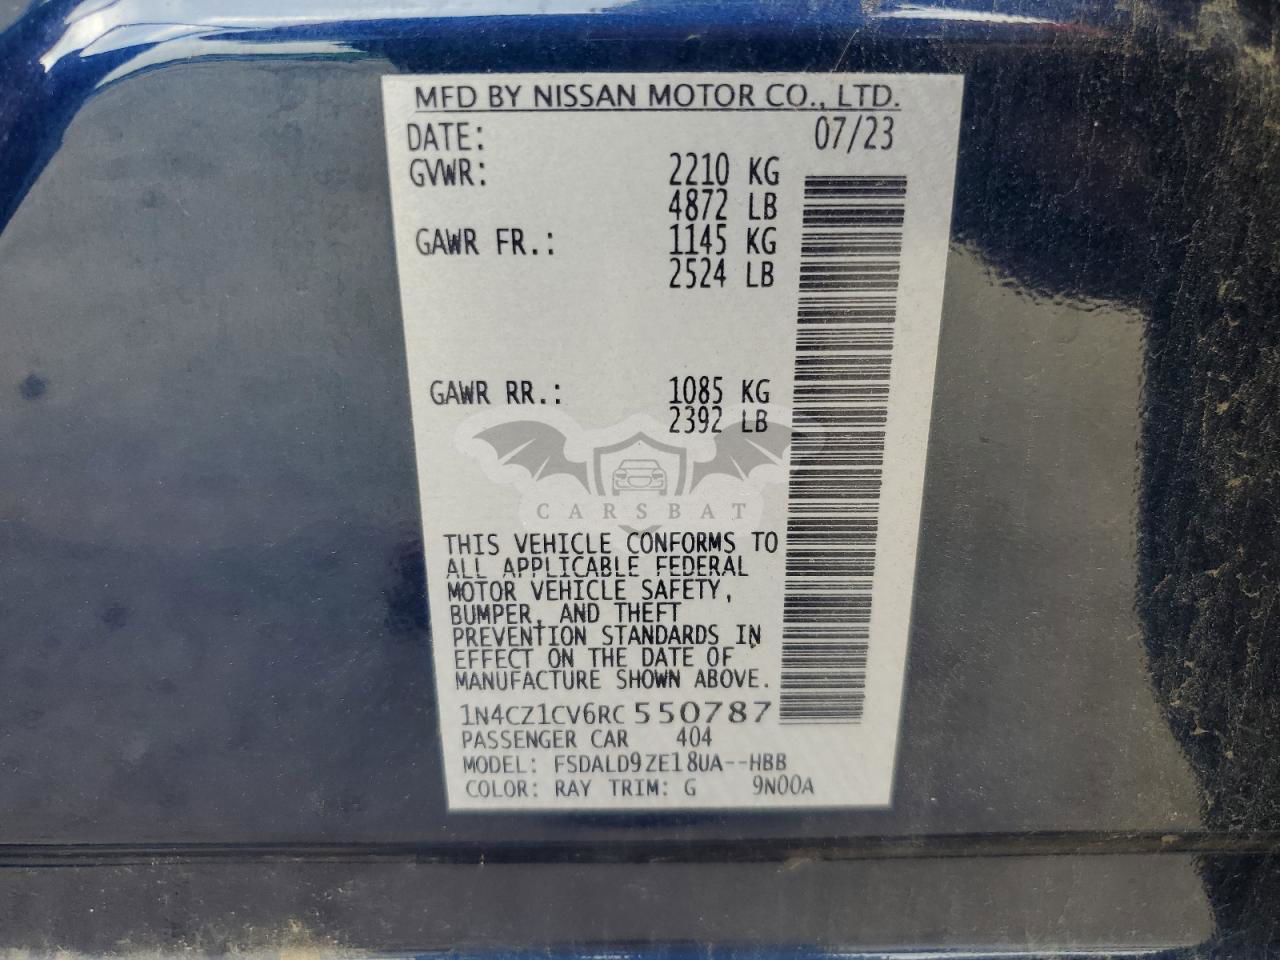 MFD BY NISSAN MOTOR CO., LTD.
DATE: 07/23
GVWR: 2210 KG
4872 LB
GAWR FR.: 1145 KG
2524 LB
GAWR RR.: 1085 KG
2392 LB
CARSBAT
THIS VEHICLE CONFORMS TO
ALL APPLICABLE FEDERAL
MOTOR VEHICLE SAFETY,
BUMPER, AND THEFT
PREVENTION STANDARDS IN
EFFECT ON THE DATE OF
MANUFACTURE SHOWN ABOVE.
1N4CZ1CV6RC550787
PASSENGER CAR 404
MODEL: FSDALD9ZE18UA--HBB
COLOR: RAY TRIM: G 9N00A